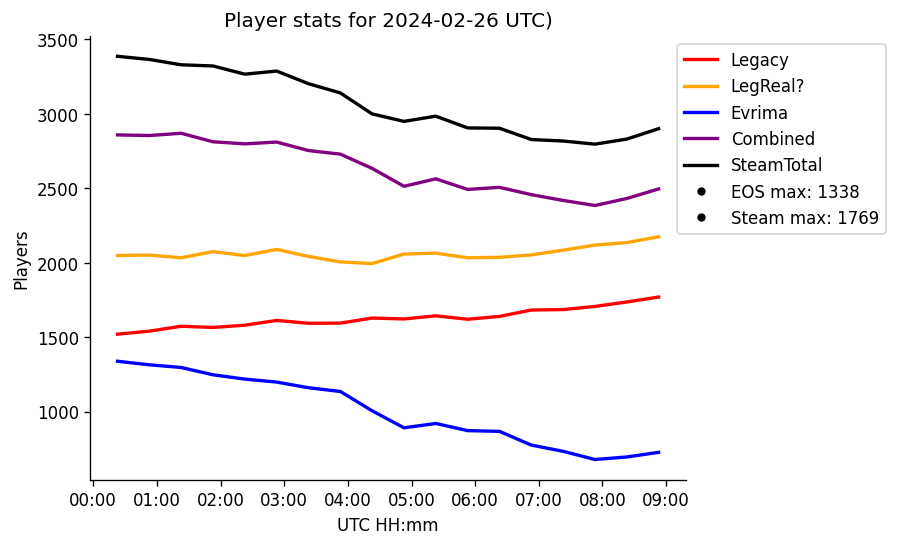 Player stats for 2024-02-26 UTC)
3500
3000
2500
2000
1500
1000
Players
00:00 01:00 02:00 03:00 04:00 05:00 06:00 07:00 08:00 09:00
UTC HH:mm
Legacy
LegReal?
Evrima
Combined
SteamTotal
EOS max: 1338
Steam max: 1769